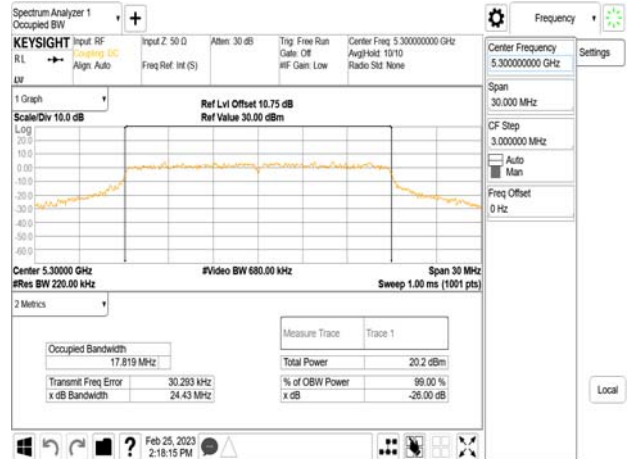 Spectrum Analyzer 1
Occupied BW
+
Frequency
KEYSIGHT
Input: RF
Input Z: 50 Ω
Atten: 30 dB
Trig: Free Run
Center Freq: 5.300000000 GHz
RL
Coupling: DC
Gate: Off
Avg|Hold: 10/10
Align: Auto
Freq Ref: Int (S)
#IF Gain: Low
Radio Std: None
LXI
Center Frequency
5.300000000 GHz
Settings
Span
30.000 MHz
CF Step
3.000000 MHz
Auto
Man
Freq Offset
0 Hz
Local
1 Graph
Scale/Div 10.0 dB
Ref Lvl Offset 10.75 dB
Ref Value 30.00 dBm
Log
20.0
10.0
0.00
-10.0
-20.0
-30.0
-40.0
-50.0
-60.0
Center 5.30000 GHz
#Video BW 680.00 kHz
Span 30 MHz
#Res BW 220.00 kHz
Sweep 1.00 ms (1001 pts)
2 Metrics
Measure Trace
Trace 1
Occupied Bandwidth
17.819 MHz
Total Power
20.2 dBm
Transmit Freq Error
30.293 kHz
% of OBW Power
99.00 %
x dB Bandwidth
24.43 MHz
x dB
-26.00 dB
?
Feb 25, 2023
2:18:15 PM